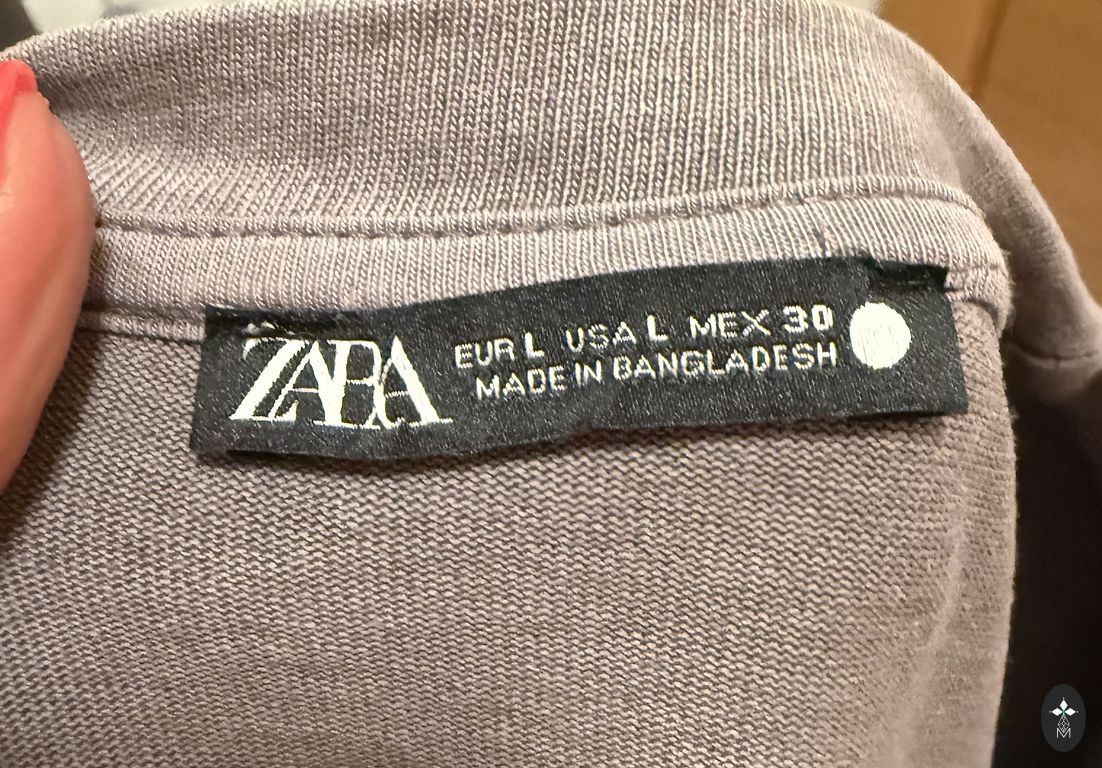 ZARA
EUR L USA L MEX 30
MADE IN BANGLADESH
M